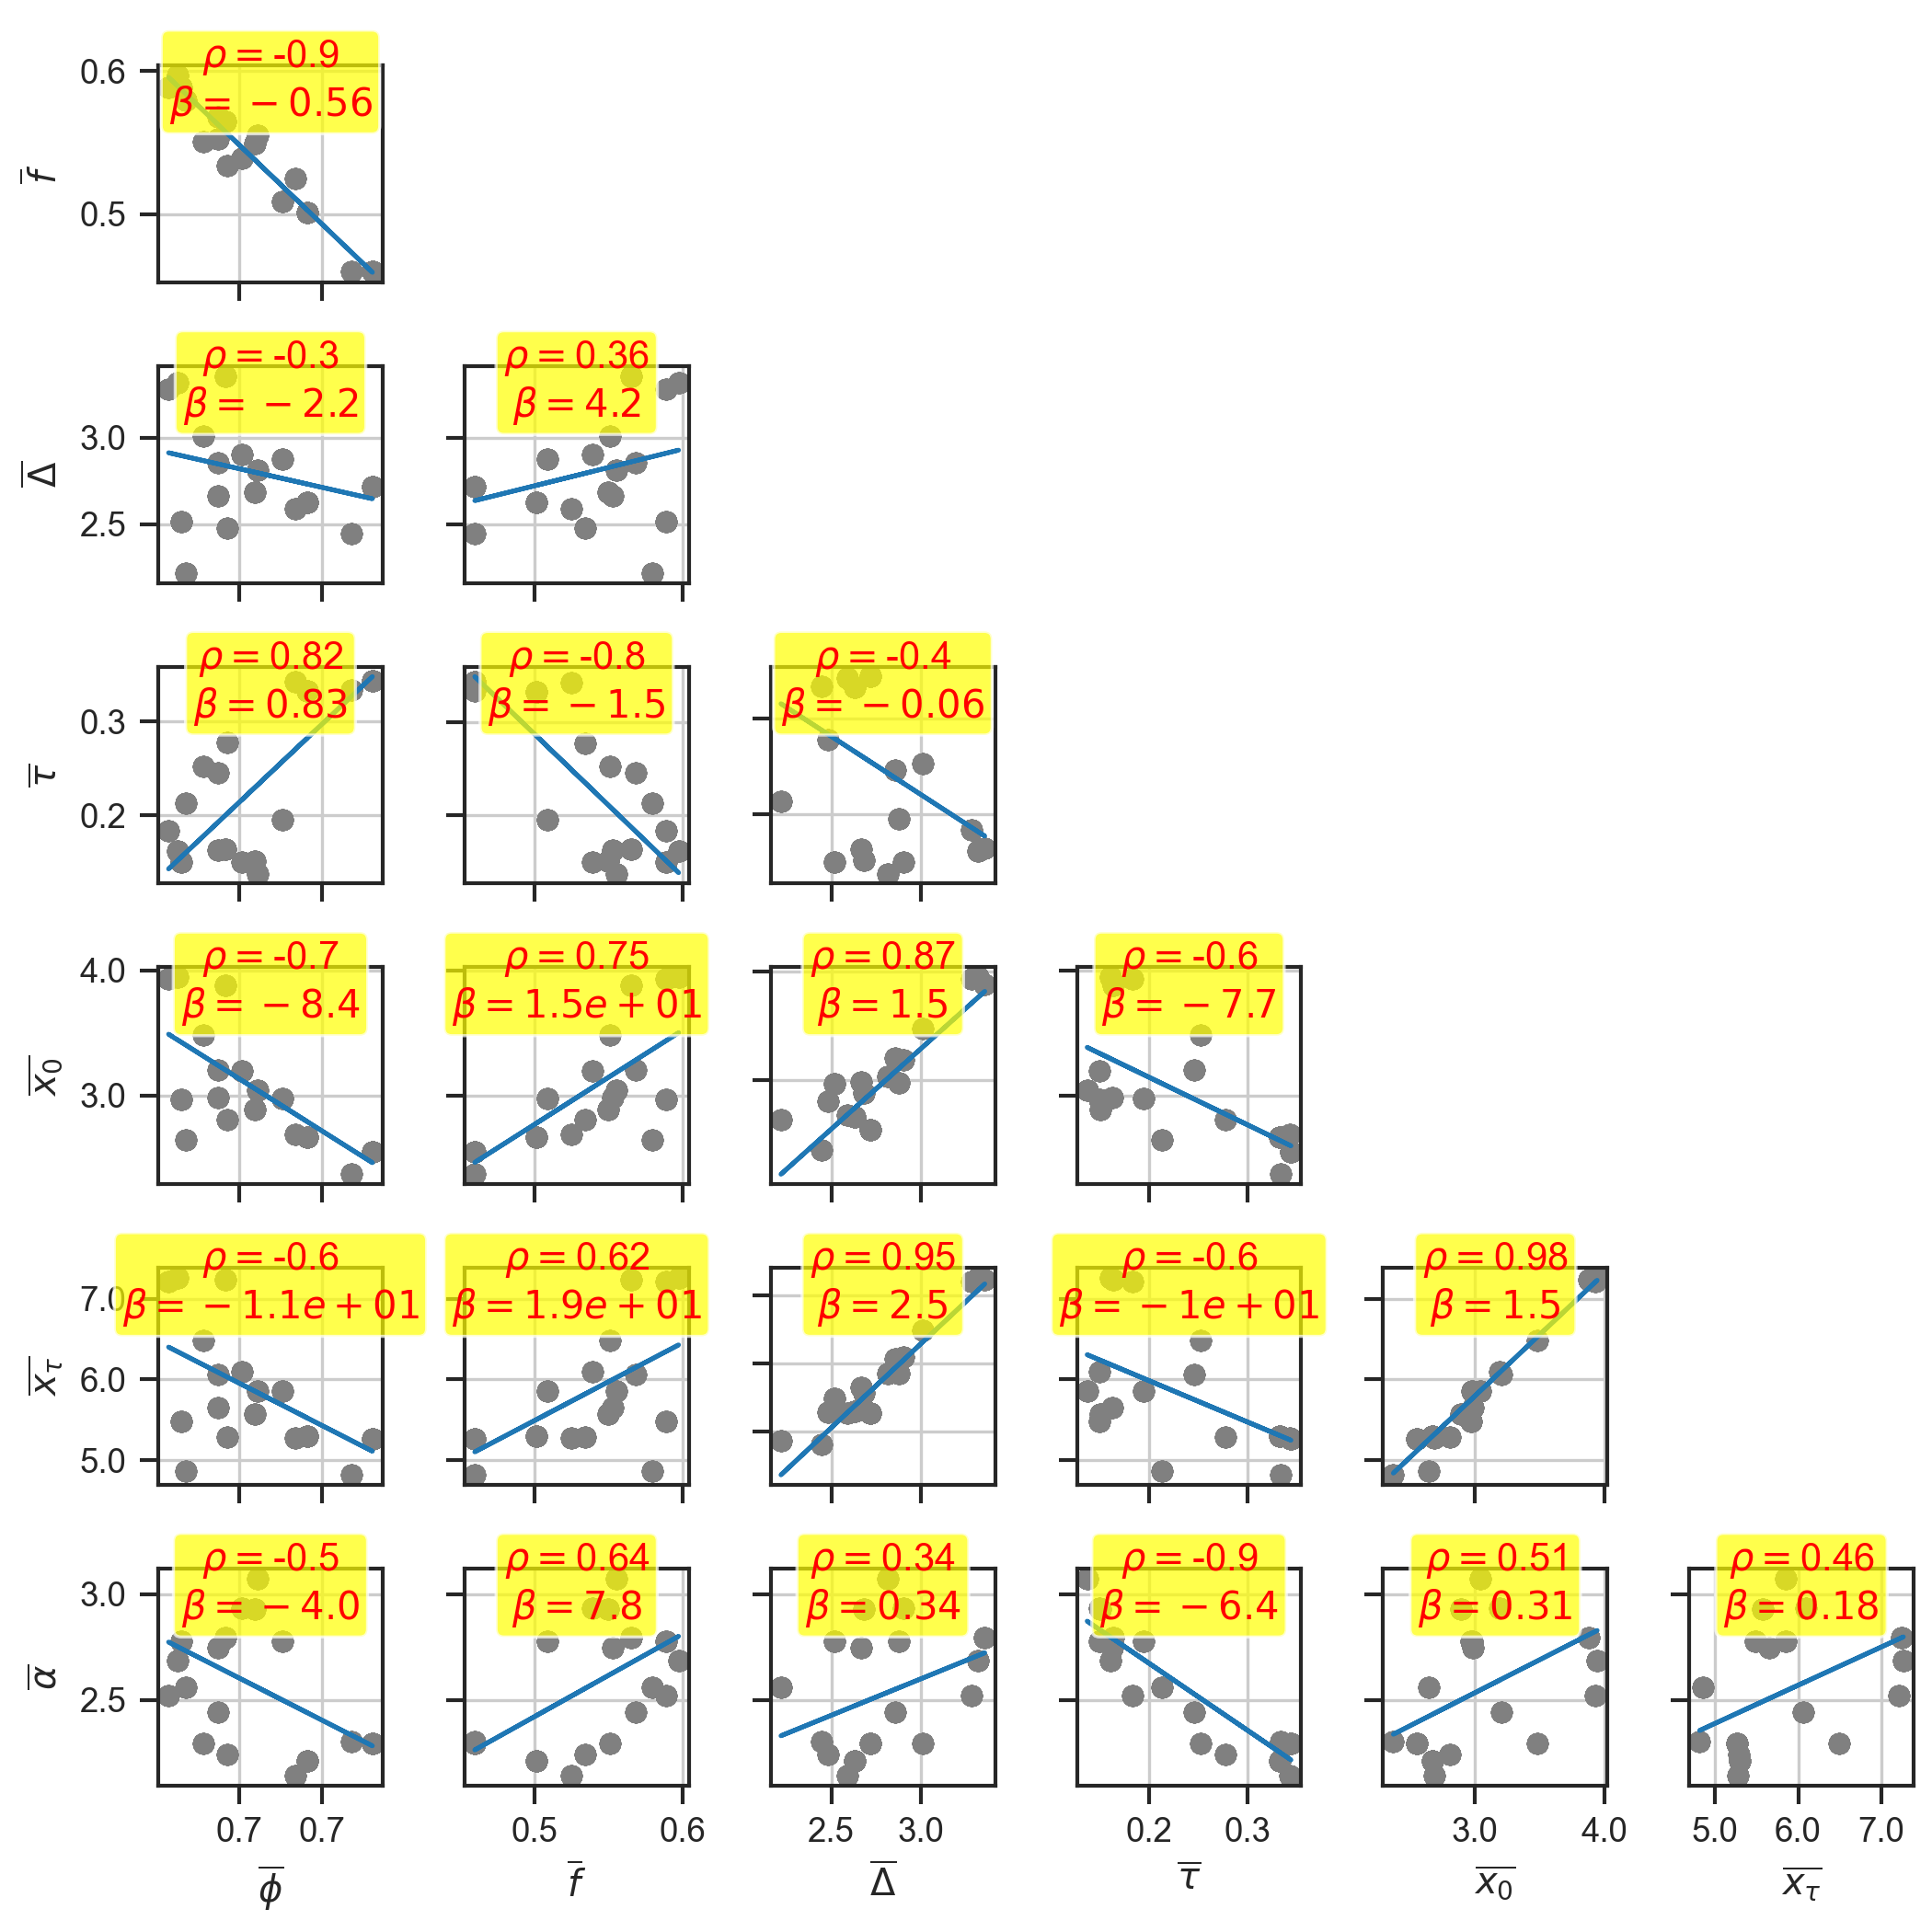 ρ = -0.9
β = − 0.56
0.6
0.5
f̅
ρ = -0.3
β = − 2.2
ρ = 0.36
β = 4.2
3.0
2.5
Δ̅
ρ = 0.82
β = 0.83
ρ = -0.8
β = − 1.5
ρ = -0.4
β = − 0.06
0.3
0.2
τ̅
ρ = -0.7
β = − 8.4
ρ = 0.75
β = 1.5e + 01
ρ = 0.87
β = 1.5
ρ = -0.6
β = − 7.7
4.0
3.0
x̅₀
ρ = -0.6
β = − 1.1e + 01
ρ = 0.62
β = 1.9e + 01
ρ = 0.95
β = 2.5
ρ = -0.6
β = − 1e + 01
ρ = 0.98
β = 1.5
7.0
6.0
5.0
x̅_τ
ρ = -0.5
β = − 4.0
ρ = 0.64
β = 7.8
ρ = 0.34
β = 0.34
ρ = -0.9
β = − 6.4
ρ = 0.51
β = 0.31
ρ = 0.46
β = 0.18
3.0
2.5
α̅
0.7 0.7 0.5 0.6 2.5 3.0 0.2 0.3 3.0 4.0 5.0 6.0 7.0
ϕ̅ f̅ Δ̅ τ̅ x̅₀ x̅_τ